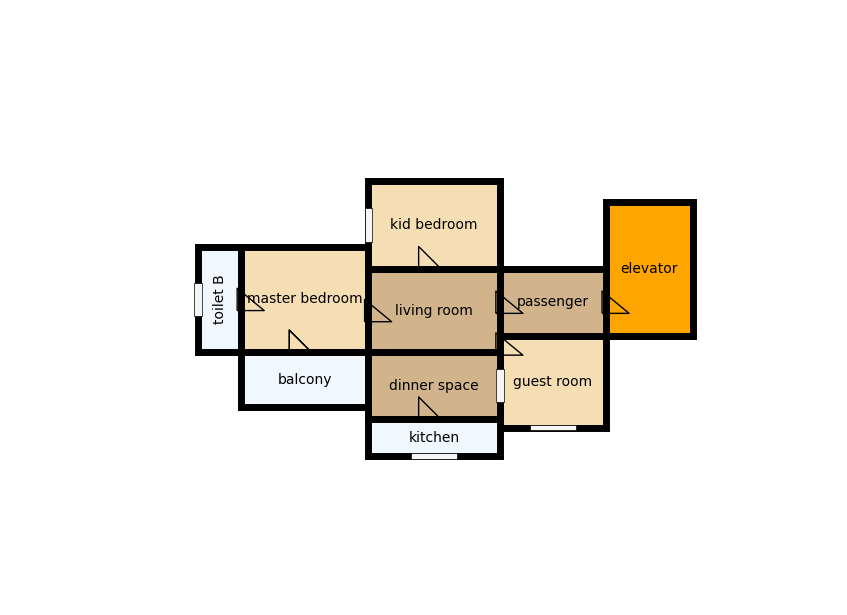 kid bedroom
elevator
toilet B
master bedroom
living room
passenger
balcony
dinner space
guest room
kitchen